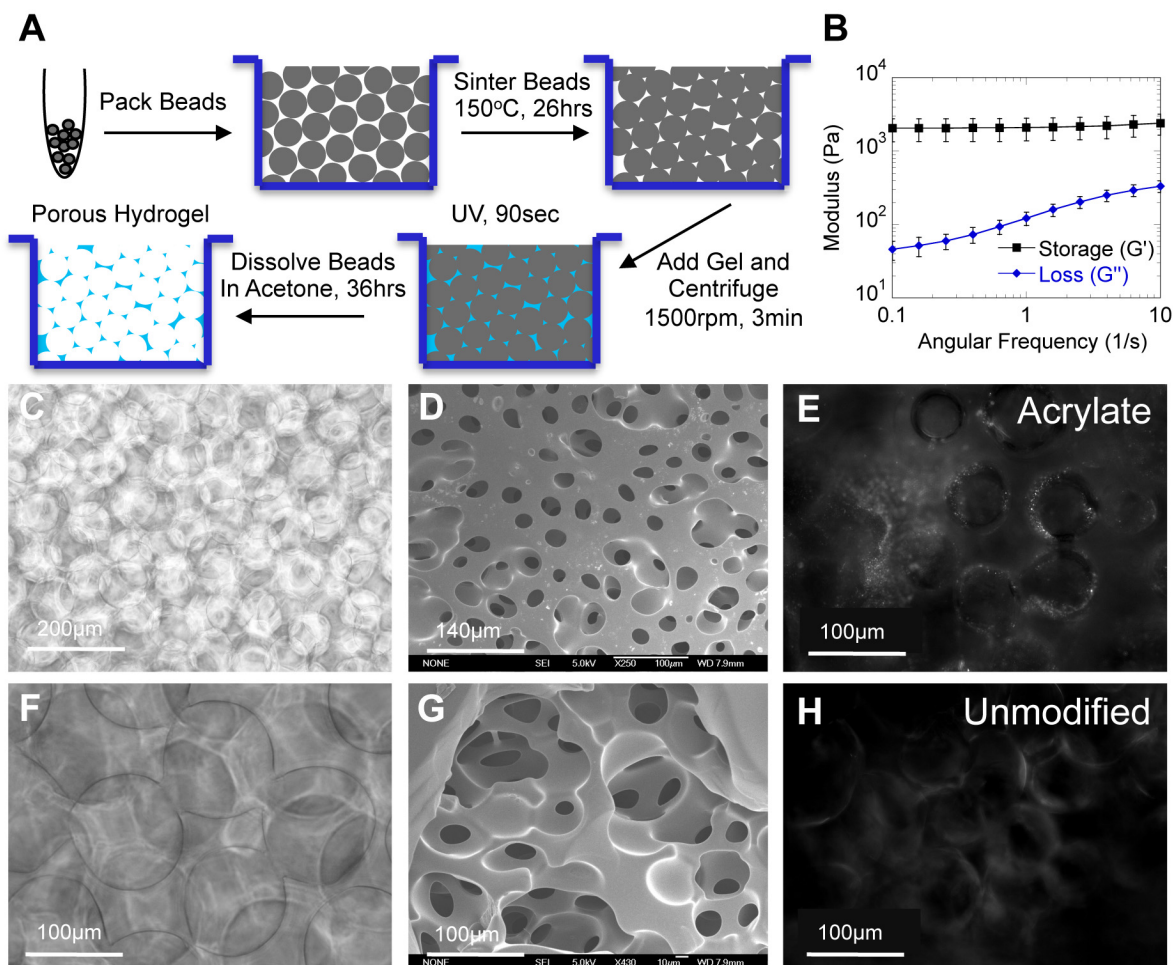 A
Pack Beads
Sinter Beads
150°C, 26hrs
Porous Hydrogel
UV, 90sec
Dissolve Beads
In Acetone, 36hrs
Add Gel and
Centrifuge
1500rpm, 3min
B
Modulus (Pa)
10⁴
10³
10²
10¹
Storage (G')
Loss (G'')
0.1
1
10
Angular Frequency (1/s)
C
200µm
D
140µm
NONE SEI 5.0kV X250 100µm WD 7.9mm
E
Acrylate
100µm
F
100µm
G
100µm
NONE SEI 5.0kV X430 10µm WD 7.9mm
H
Unmodified
100µm